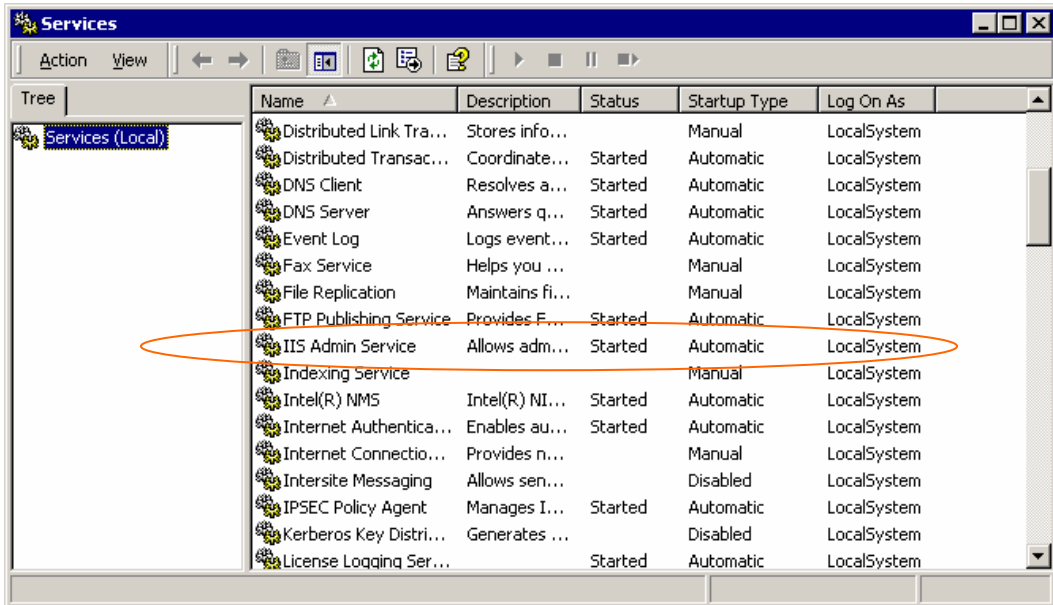 Services
Action View
Tree
Name Description Status Startup Type Log On As
Services (Local)
Distributed Link Tra... Stores info... Manual LocalSystem
Distributed Transac... Coordinate... Started Automatic LocalSystem
DNS Client Resolves a... Started Automatic LocalSystem
DNS Server Answers q... Started Automatic LocalSystem
Event Log Logs event... Started Automatic LocalSystem
Fax Service Helps you ... Manual LocalSystem
File Replication Maintains fi... Manual LocalSystem
FTP Publishing Service Provides F... Started Automatic LocalSystem
IIS Admin Service Allows adm... Started Automatic LocalSystem
Indexing Service Manual LocalSystem
Intel(R) NMS Intel(R) NI... Started Automatic LocalSystem
Internet Authentica... Enables au... Started Automatic LocalSystem
Internet Connectio... Provides n... Manual LocalSystem
Intersite Messaging Allows sen... Disabled LocalSystem
IPSEC Policy Agent Manages I... Started Automatic LocalSystem
Kerberos Key Distri... Generates ... Disabled LocalSystem
License Logging Ser... Started Automatic LocalSystem